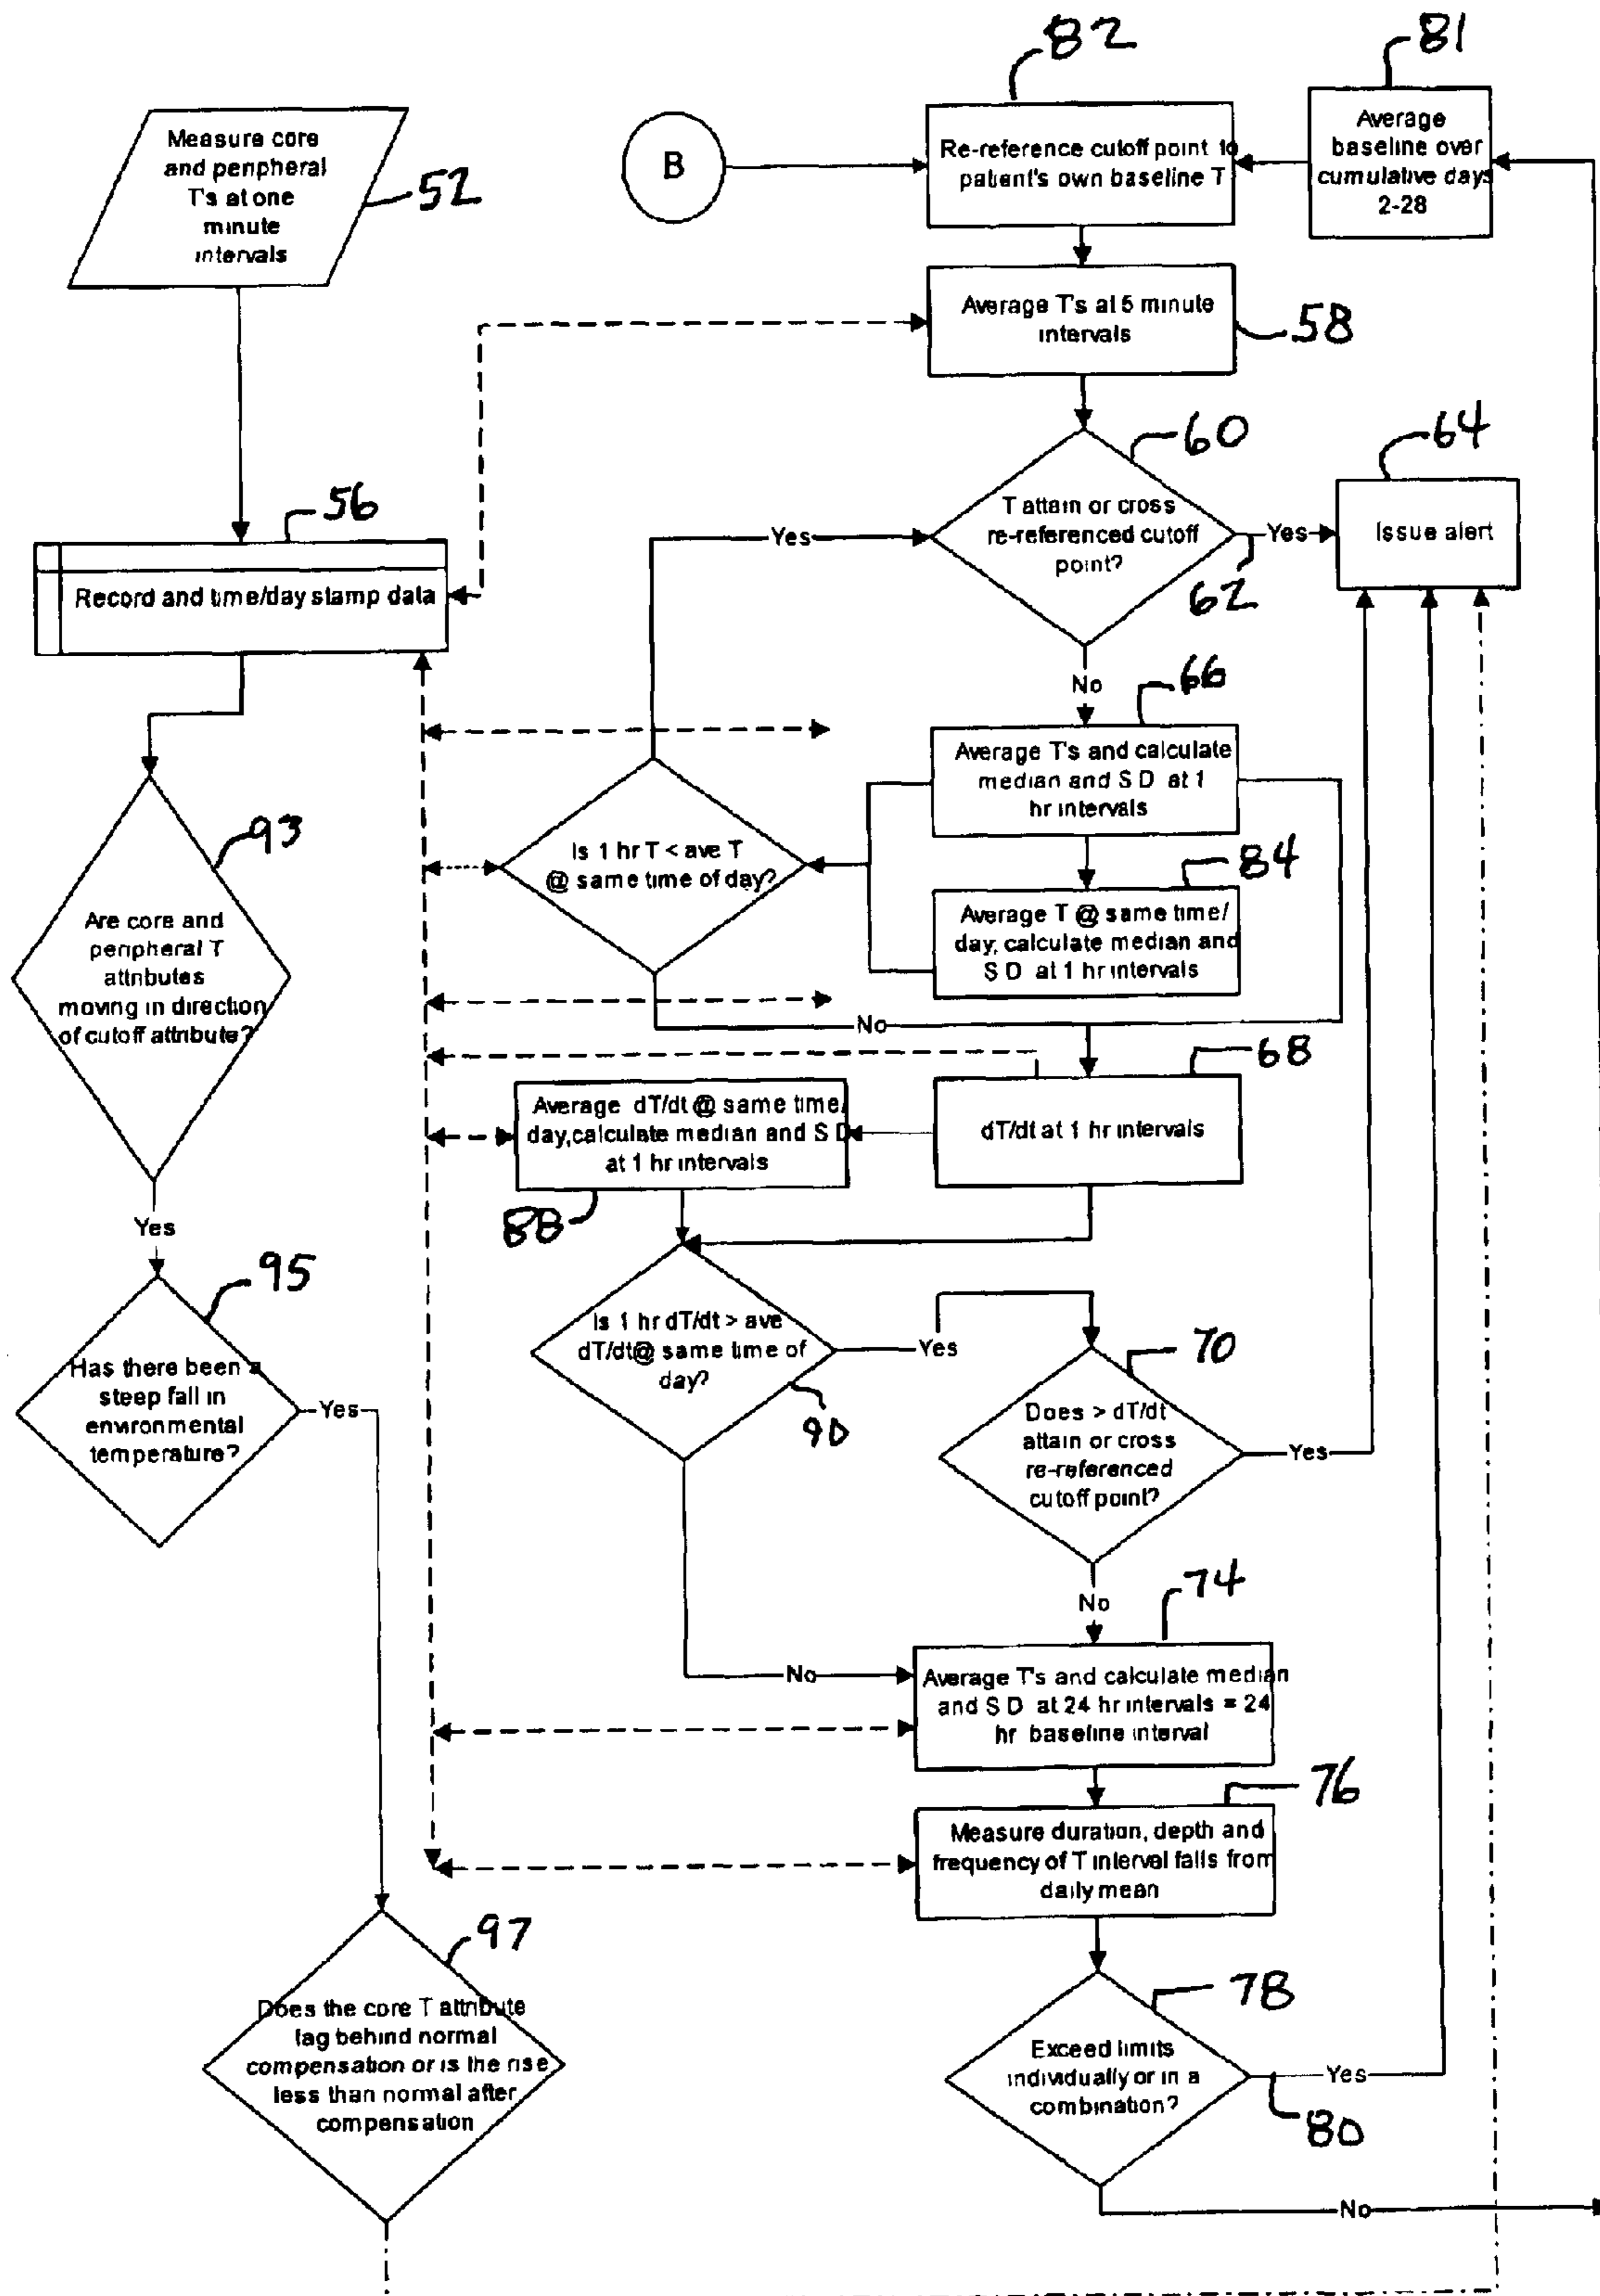 82
81
Measure core
and peripheral
T's at one
minute
intervals
52
B
Re-reference cutoff point to
patient's own baseline T
Average
baseline over
cumulative days
2-28
Average T's at 5 minute
intervals
58
60
64
T attain or cross
re-referenced cutoff
point?
Yes
62
Issue alert
Yes
56
Record and time/day stamp data
No
66
Average T's and calculate
median and S D at 1
hr intervals
93
Is 1 hr T < ave T
@ same time of day?
84
Average T @ same time/
day, calculate median and
S D at 1 hr intervals
Are core and
peripheral T
attributes
moving in direction
of cutoff attribute?
No
68
Average dT/dt @ same time/
day, calculate median and S D
at 1 hr intervals
dT/dt at 1 hr intervals
88
Yes
95
Is 1 hr dT/dt > ave
dT/dt@ same time of
day?
Yes
90
70
Has there been a
steep fall in
environmental
temperature?
Yes
Does > dT/dt
attain or cross
re-referenced
cutoff point?
Yes
No
74
No
Average T's and calculate median
and S D at 24 hr intervals = 24
hr baseline interval
76
Measure duration, depth and
frequency of T interval falls from
daily mean
97
Does the core T attribute
lag behind normal
compensation or is the rise
less than normal after
compensation
78
Exceed limits
individually or in a
combination?
Yes
80
No